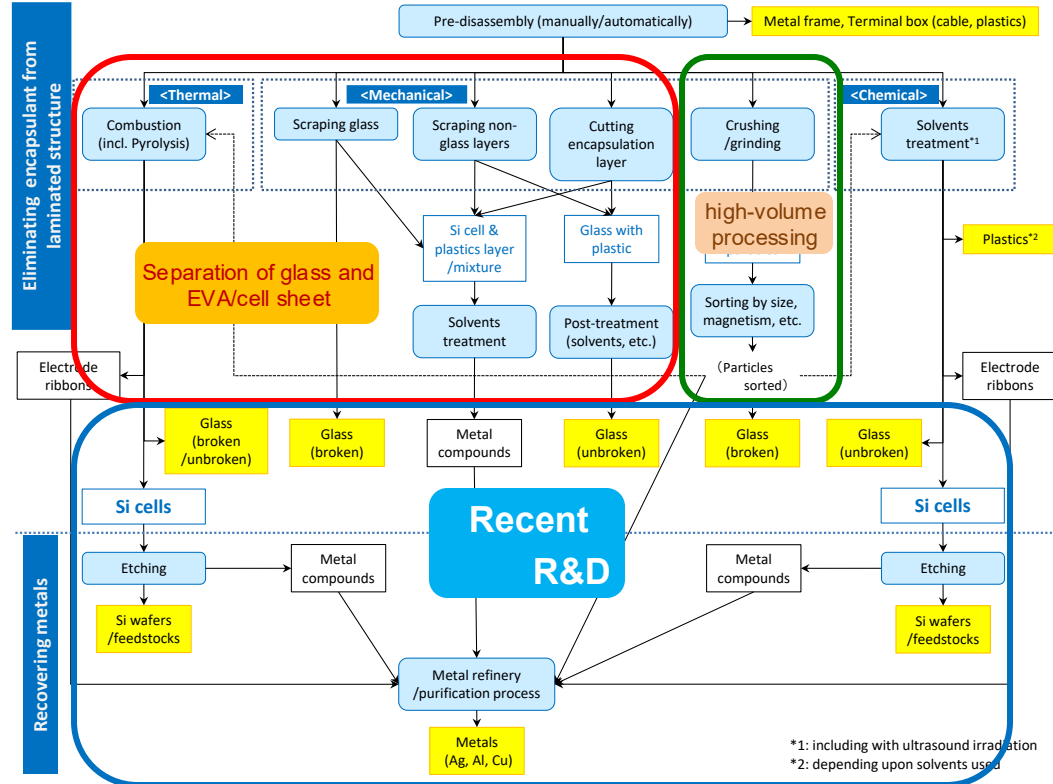 Pre-disassembly (manually/automatically)
Metal frame, Terminal box (cable, plastics)
Eliminating encapsulant from
laminated structure
<Thermal>
<Mechanical>
<Chemical>
Combustion
(incl. Pyrolysis)
Scraping glass
Scraping non-
glass layers
Cutting
encapsulation
layer
Crushing
/grinding
Solvents
treatment*1
high-volume
processing
Si cell &
plastics layer
/mixture
Glass with
plastic
Plastics*2
Separation of glass and
EVA/cell sheet
Sorting by size,
magnetism, etc.
Solvents
treatment
Post-treatment
(solvents, etc.)
(Particles
sorted)
Electrode
ribbons
Electrode
ribbons
Glass
(broken
/unbroken)
Glass
(broken)
Metal
compounds
Glass
(unbroken)
Glass
(broken)
Glass
(unbroken)
Si cells
Si cells
Recent
R&D
Recovering metals
Etching
Metal
compounds
Metal
compounds
Etching
Si wafers
/feedstocks
Si wafers
/feedstocks
Metal refinery
/purification process
Metals
(Ag, Al, Cu)
*1: including with ultrasound irradiation
*2: depending upon solvents used